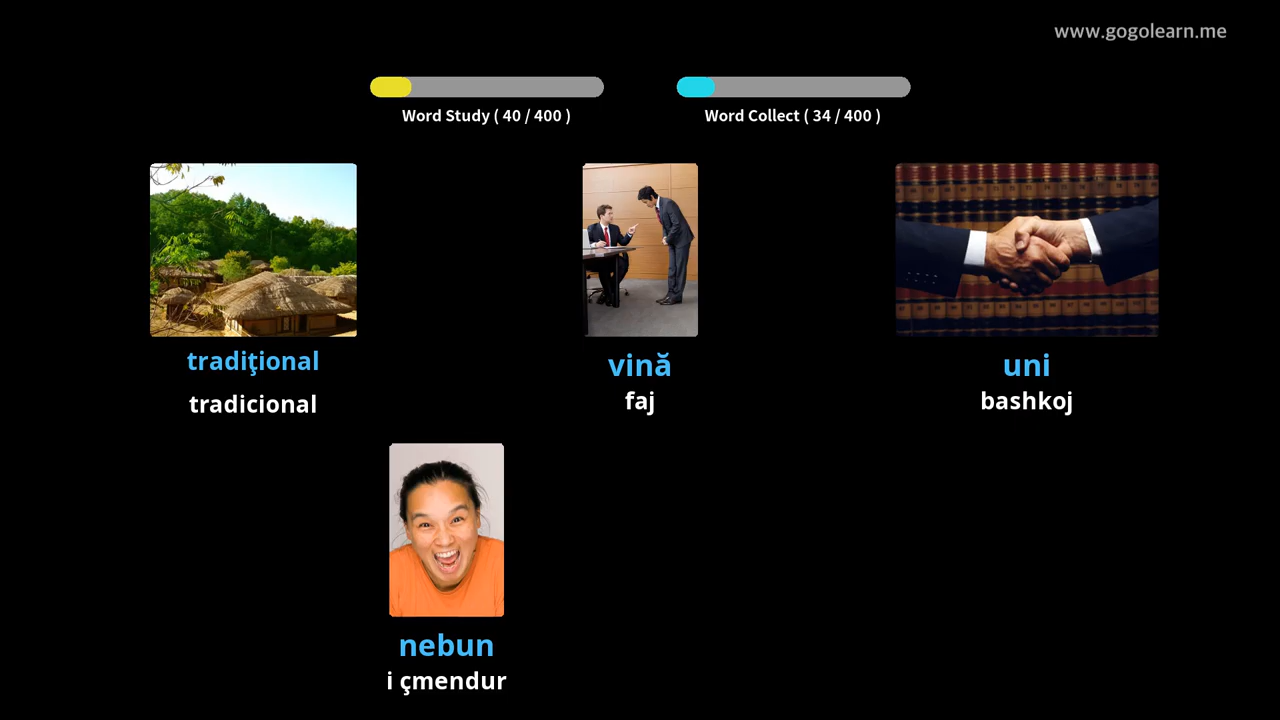 www.gogolearn.me
Word Study ( 40 / 400 )
Word Collect ( 34 / 400 )
tradiţional
tradicional
vină
faj
uni
bashkoj
nebun
i çmendur